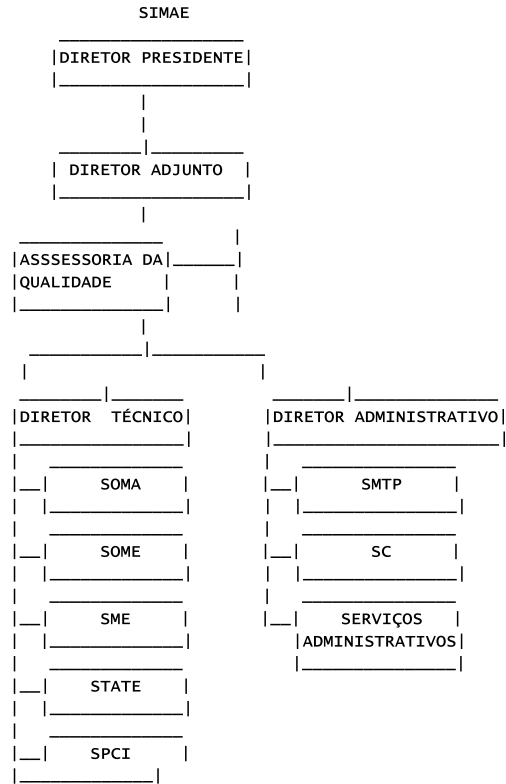 SIMAE
DIRETOR PRESIDENTE
DIRETOR ADJUNTO
ASSSESSORIA DA
QUALIDADE
DIRETOR TÉCNICO
DIRETOR ADMINISTRATIVO
SOMA
SMTP
SOME
SC
SME
SERVIÇOS
ADMINISTRATIVOS
STATE
SPCI